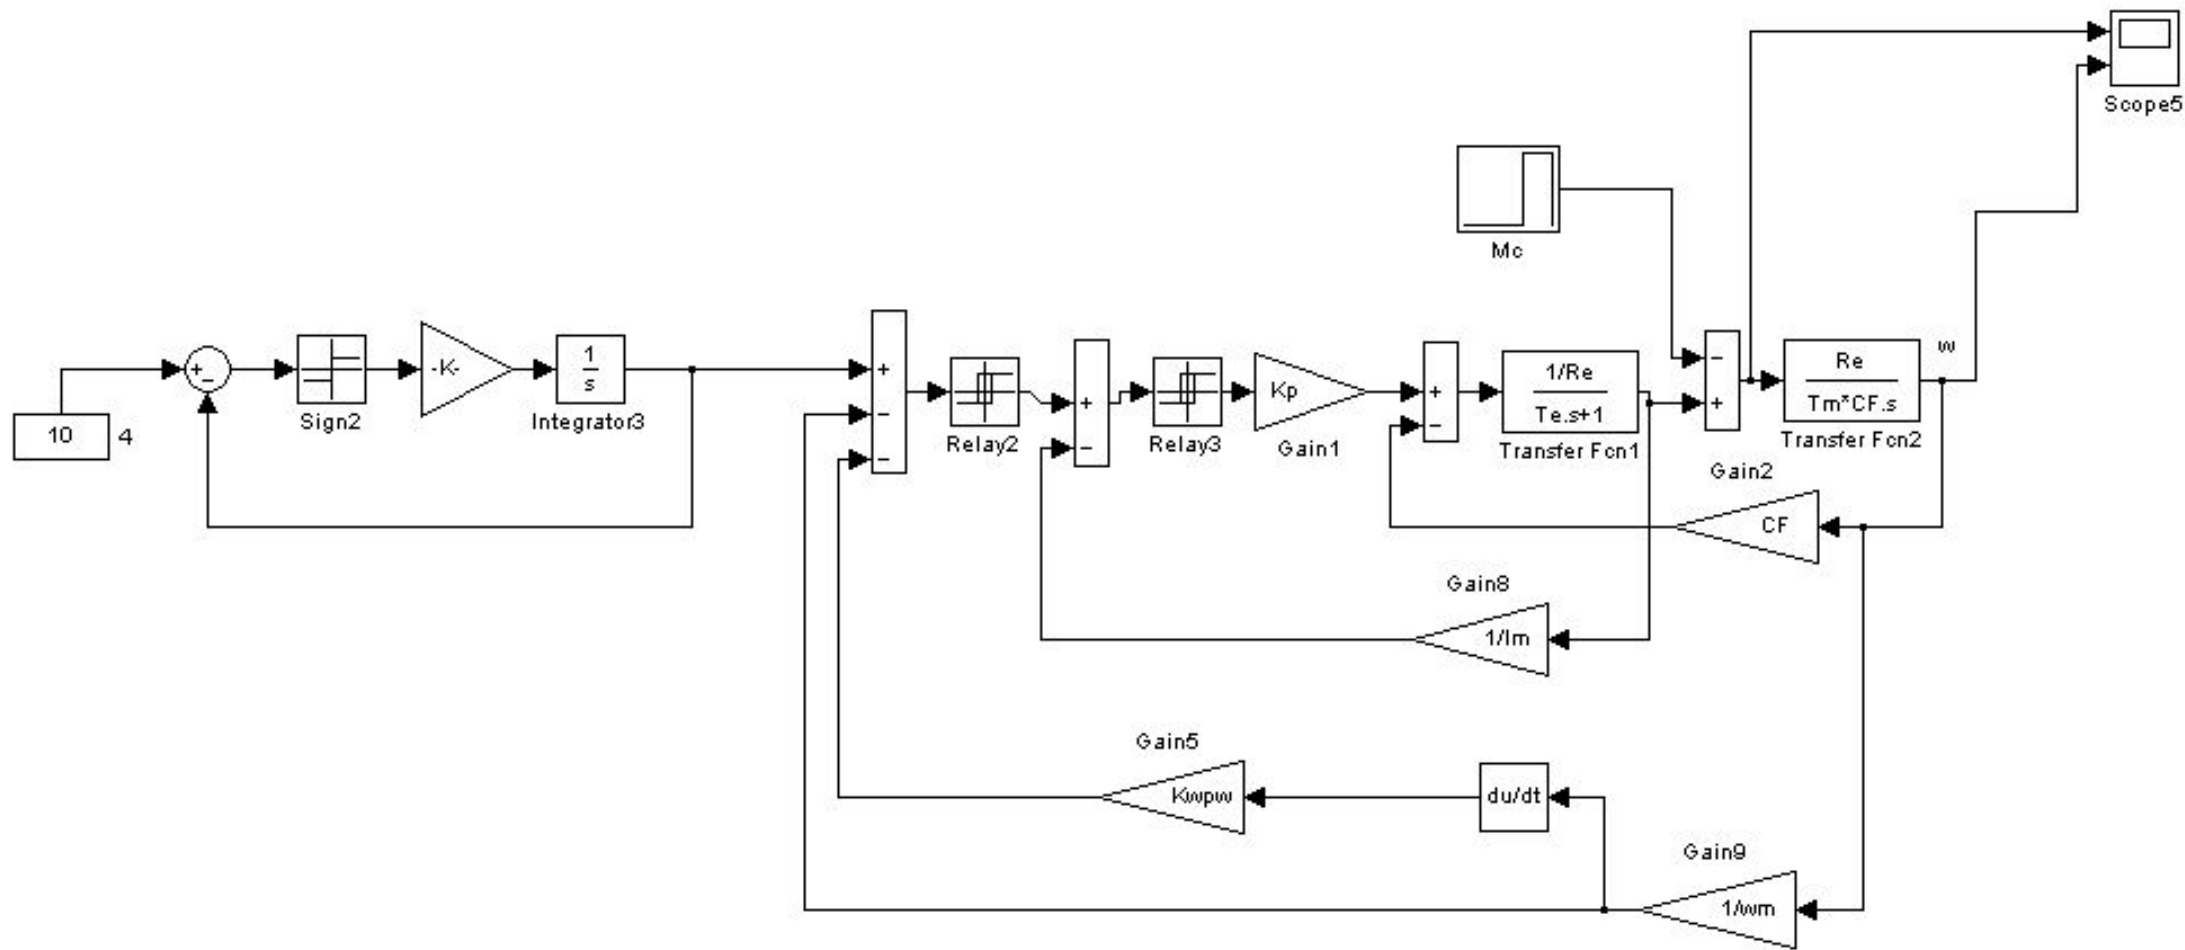 Scope5
Mc
w
10
4
+
−
Sign2
-K-
1
s
Integrator3
+
−
−
Relay2
+
−
Relay3
Kp
Gain1
+
−
1/Re
Te.s+1
Transfer Fcn1
−
+
Re
Tm*CF.s
Transfer Fcn2
Gain2
CF
Gain8
1/Im
Gain5
Kwpw
du/dt
Gain9
1/wm